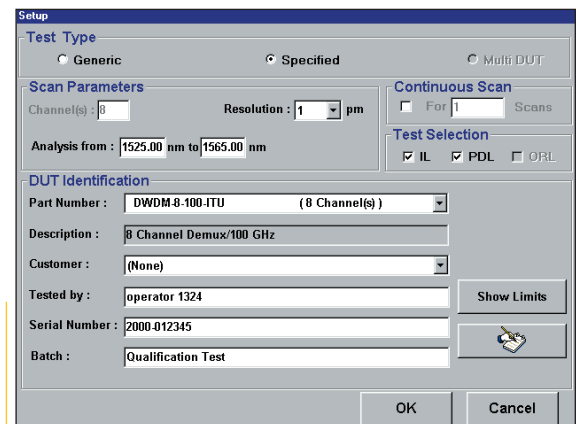 Setup
Test Type
Generic Specified Multi DUT
Scan Parameters
Channel(s) : 8 Resolution : 1 pm
Analysis from : 1525.00 nm to 1565.00 nm
Continuous Scan
For 1 Scans
Test Selection
IL PDL ORL
DUT Identification
Part Number : DWDM-8-100-ITU ( 8 Channel(s) )
Description : 8 Channel Demux/100 GHz
Customer : (None)
Tested by : operator 1324
Show Limits
Serial Number : 2000-012345
Batch : Qualification Test
OK Cancel